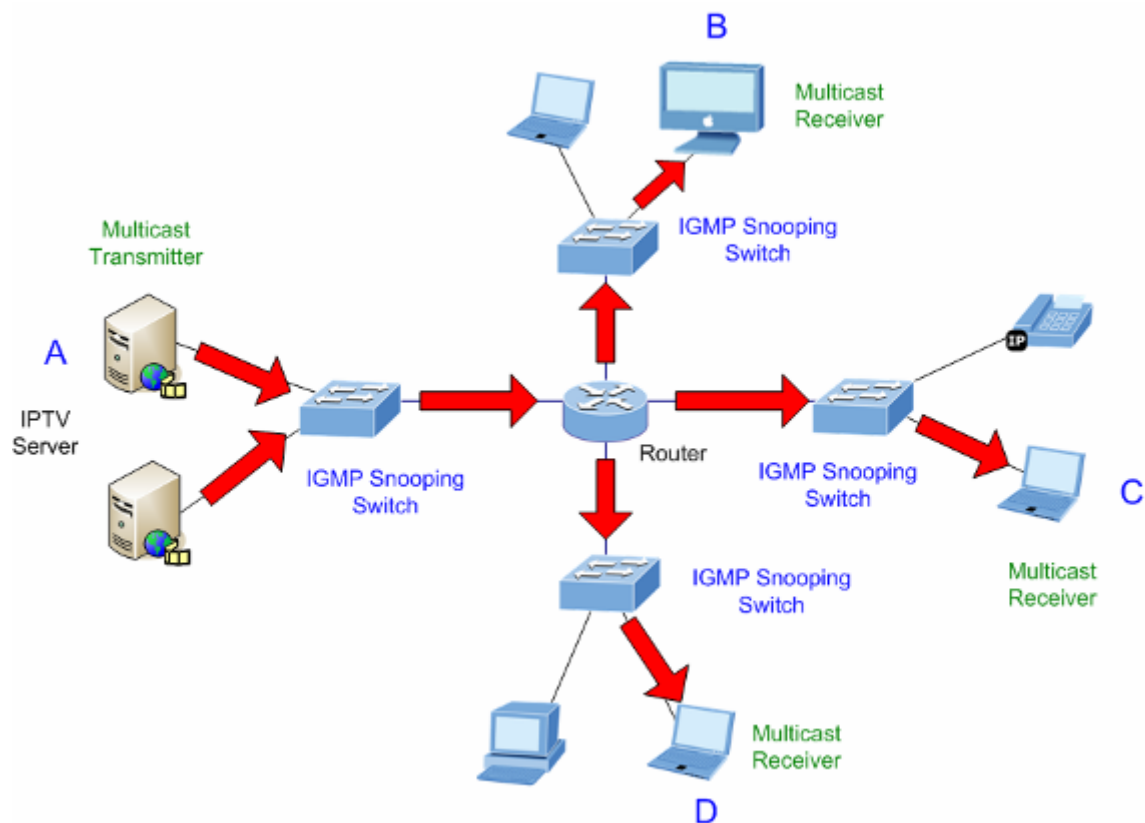 B
Multicast
Receiver
IGMP Snooping
Switch
Multicast
Transmitter
A
IPTV
Server
IGMP Snooping
Switch
Router
IP
IGMP Snooping
Switch
C
Multicast
Receiver
IGMP Snooping
Switch
Multicast
Receiver
D